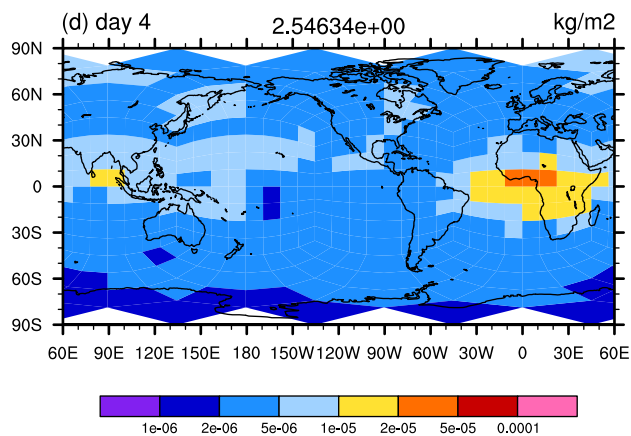 (d) day 4 2.54634e+00 kg/m2
90N
60N
30N
0
30S
60S
90S
60E 90E 120E 150E 180 150W 120W 90W 60W 30W 0 30E 60E
1e-06 2e-06 5e-06 1e-05 2e-05 5e-05 0.0001